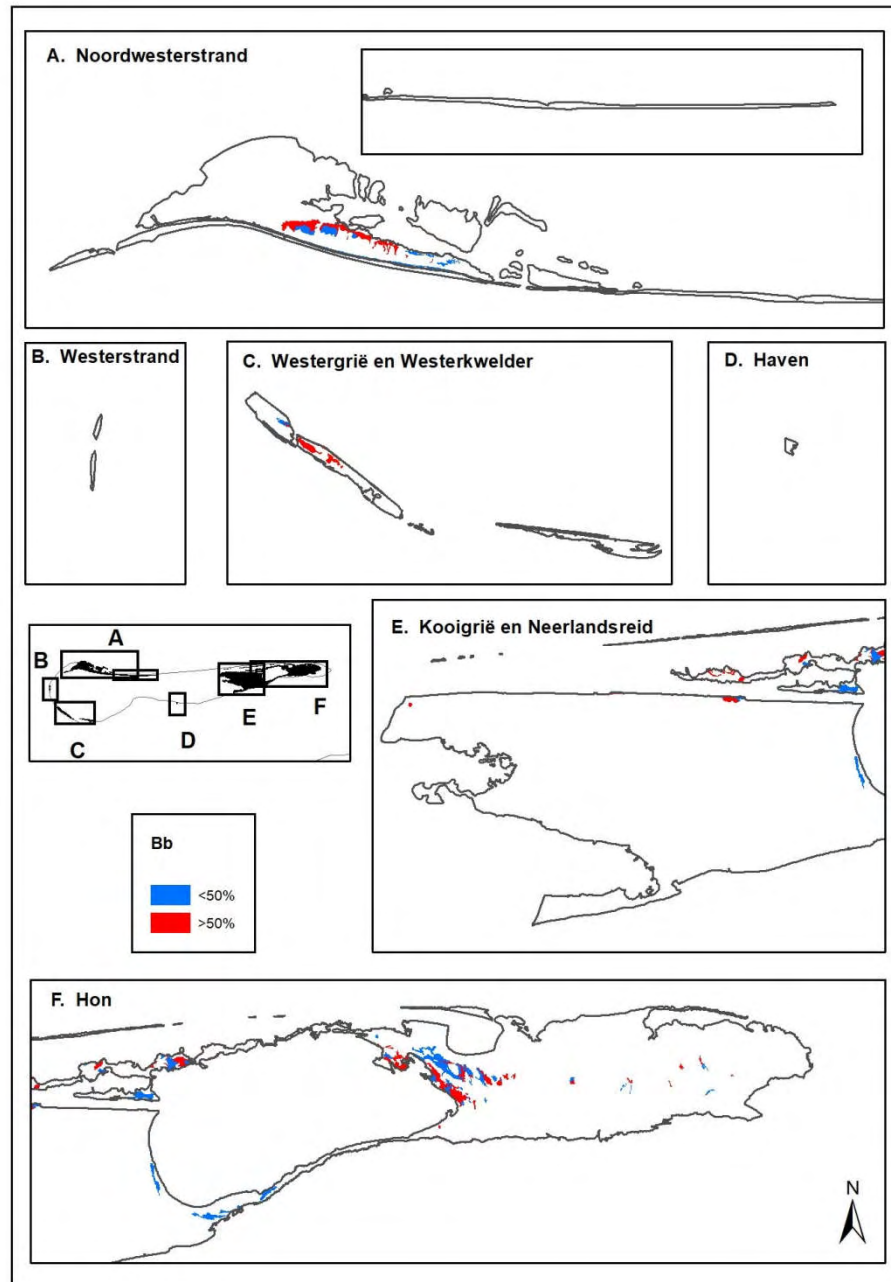 A. Noordwesterstrand
B. Westerstrand
C. Westergrië en Westerkwelder
D. Haven
A
B
C
D
E
F
E. Kooigrië en Neerlandsreid
Bb
<50%
>50%
F. Hon
N